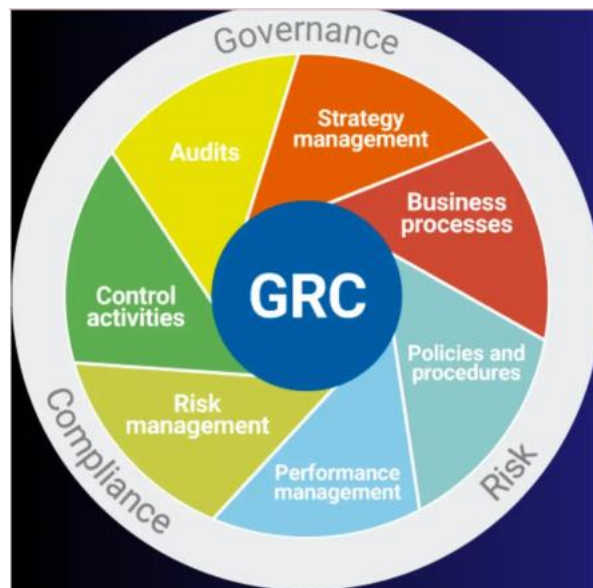 Governance
Strategy
management
Audits
Business
processes
GRC
Control
activities
Policies and
procedures
Risk
management
Performance
management
Compliance
Risk